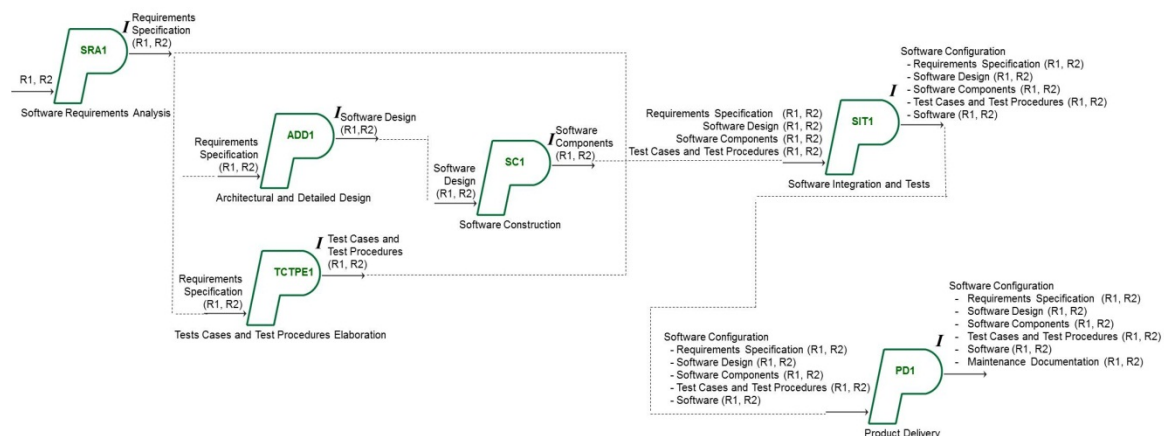 I
Requirements
Specification
(R1, R2)
SRA1
R1, R2
Software Requirements Analysis
I
Software Design
(R1,R2)
ADD1
Requirements
Specification
(R1, R2)
Architectural and Detailed Design
I
Software
Components
(R1, R2)
SC1
Software
Design
(R1, R2)
Software Construction
I
Test Cases and
Test Procedures
(R1, R2)
TCTPE1
Requirements
Specification
(R1, R2)
Tests Cases and Test Procedures Elaboration
Requirements Specification (R1, R2)
Software Design (R1, R2)
Software Components (R1, R2)
Test Cases and Test Procedures (R1, R2)
SIT1
Software Integration and Tests
I
Software Configuration
- Requirements Specification (R1, R2)
- Software Design (R1, R2)
- Software Components (R1, R2)
- Test Cases and Test Procedures (R1, R2)
- Software (R1, R2)
Software Configuration
- Requirements Specification (R1, R2)
- Software Design (R1, R2)
- Software Components (R1, R2)
- Test Cases and Test Procedures (R1, R2)
- Software (R1, R2)
PD1
Product Delivery
I
Software Configuration
- Requirements Specification (R1, R2)
- Software Design (R1, R2)
- Software Components (R1, R2)
- Test Cases and Test Procedures (R1, R2)
- Software (R1, R2)
- Maintenance Documentation (R1, R2)